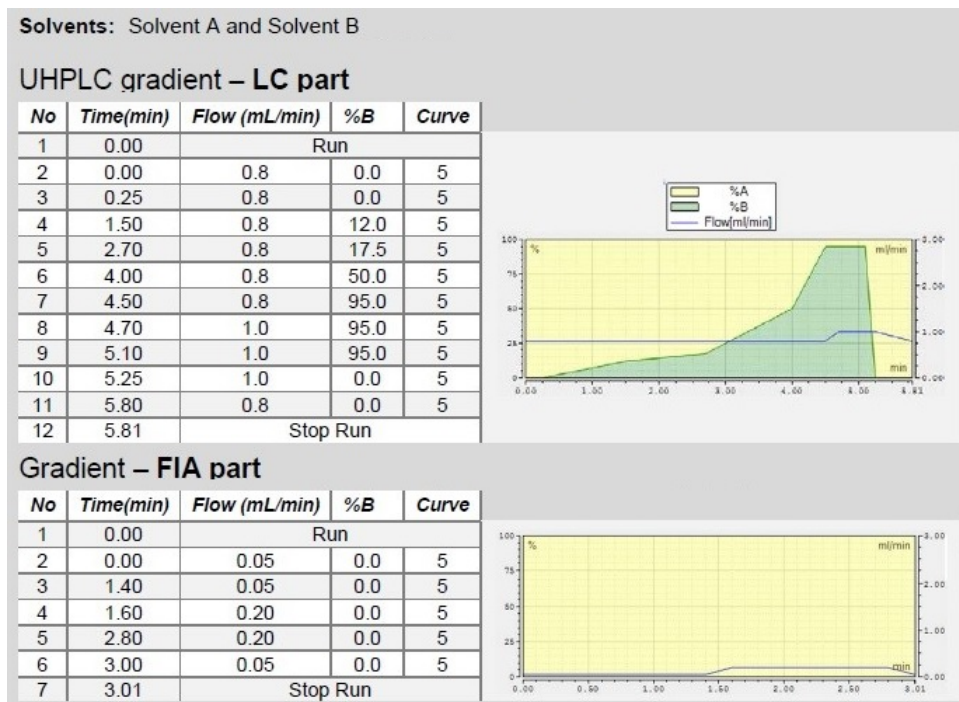 Solvents: Solvent A and Solvent B
UHPLC gradient – LC part
No Time(min) Flow (mL/min) %B Curve
1 0.00 Run
2 0.00 0.8 0.0 5
3 0.25 0.8 0.0 5
4 1.50 0.8 12.0 5
5 2.70 0.8 17.5 5
6 4.00 0.8 50.0 5
7 4.50 0.8 95.0 5
8 4.70 1.0 95.0 5
9 5.10 1.0 95.0 5
10 5.25 1.0 0.0 5
11 5.80 0.8 0.0 5
12 5.81 Stop Run
%A
%B
Flow[ml/min]
100 % ml/min 3.00
75
2.00
50
1.00
25
min
0 0.00
0.00 1.00 2.00 3.00 4.00 5.00 5.81
Gradient – FIA part
No Time(min) Flow (mL/min) %B Curve
1 0.00 Run
2 0.00 0.05 0.0 5
3 1.40 0.05 0.0 5
4 1.60 0.20 0.0 5
5 2.80 0.20 0.0 5
6 3.00 0.05 0.0 5
7 3.01 Stop Run
100 % ml/min 3.00
75
2.00
50
1.00
25
min
0 0.00
0.00 0.50 1.00 1.50 2.00 2.50 3.01